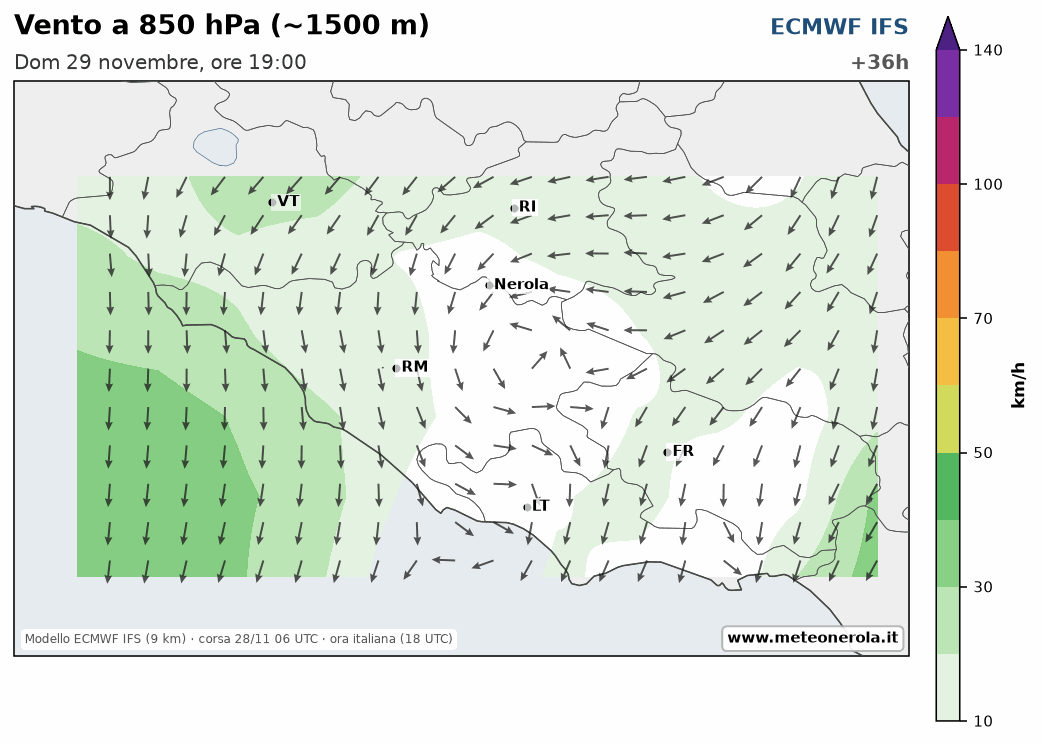 Vento a 850 hPa (~1500 m)
ECMWF IFS
Dom 29 novembre, ore 19:00
+36h
140
100
70
50
30
10
km/h
VT
RI
Nerola
RM
FR
LT
Modello ECMWF IFS (9 km) · corsa 28/11 06 UTC · ora italiana (18 UTC)
www.meteonerola.it